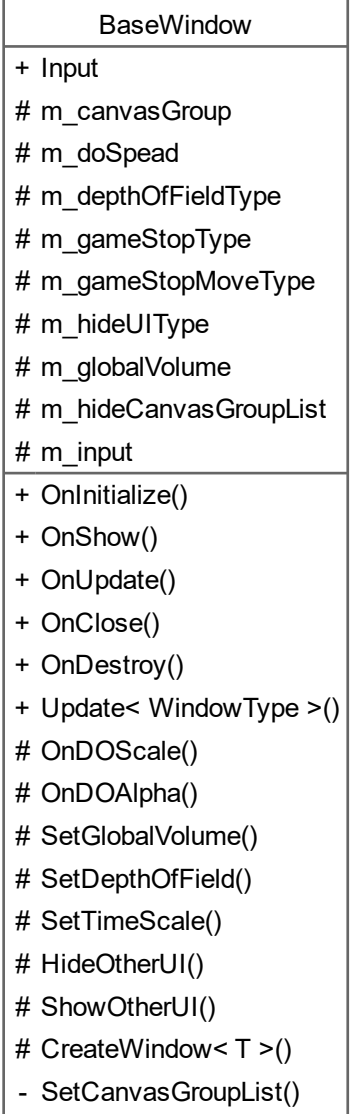 BaseWindow
+ Input
# m_canvasGroup
# m_doSpead
# m_depthOfFieldType
# m_gameStopType
# m_gameStopMoveType
# m_hideUIType
# m_globalVolume
# m_hideCanvasGroupList
# m_input
+ OnInitialize()
+ OnShow()
+ OnUpdate()
+ OnClose()
+ OnDestroy()
+ Update< WindowType >()
# OnDOScale()
# OnDOAlpha()
# SetGlobalVolume()
# SetDepthOfField()
# SetTimeScale()
# HideOtherUI()
# ShowOtherUI()
# CreateWindow< T >()
- SetCanvasGroupList()